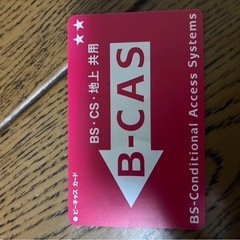 ★★
BS・CS・地上 共用
B-CAS
BS-Conditional Access Systems
ビーキャス カード